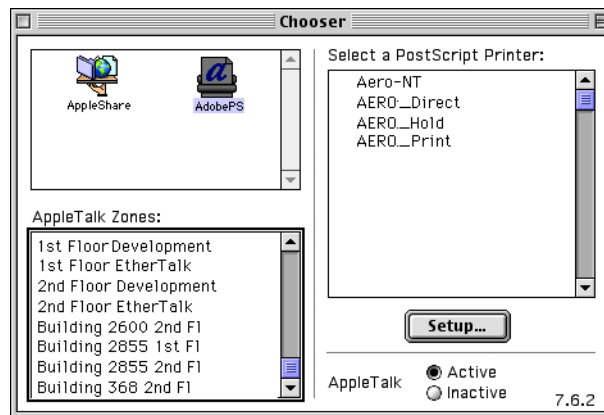 Chooser
AppleShare
AdobePS
AppleTalk Zones:
1st Floor Development
1st Floor EtherTalk
2nd Floor Development
2nd Floor EtherTalk
Building 2600 2nd Fl
Building 2855 1st Fl
Building 2855 2nd Fl
Building 368 2nd Fl
Select a PostScript Printer:
Aero-NT
AERO_Direct
AERO_Hold
AERO_Print
Setup...
AppleTalk
Active
Inactive
7.6.2